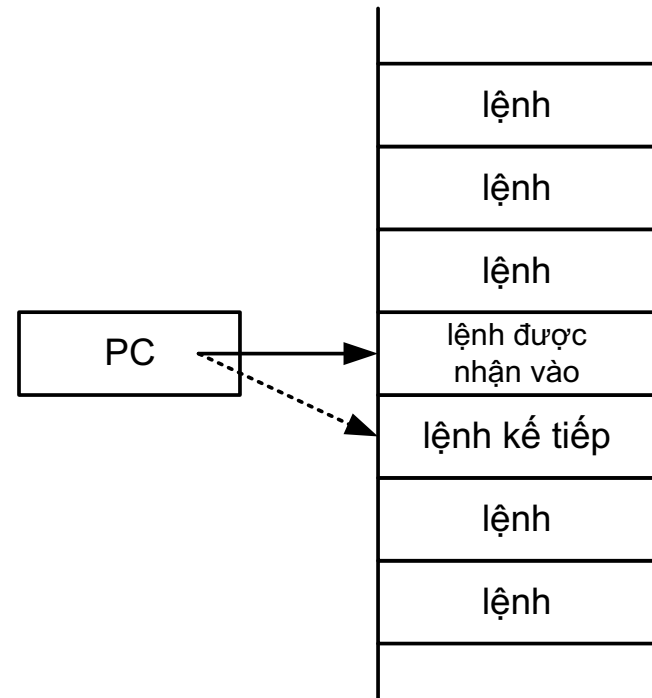 lệnh
lệnh
lệnh
PC
lệnh được
nhận vào
lệnh kế tiếp
lệnh
lệnh